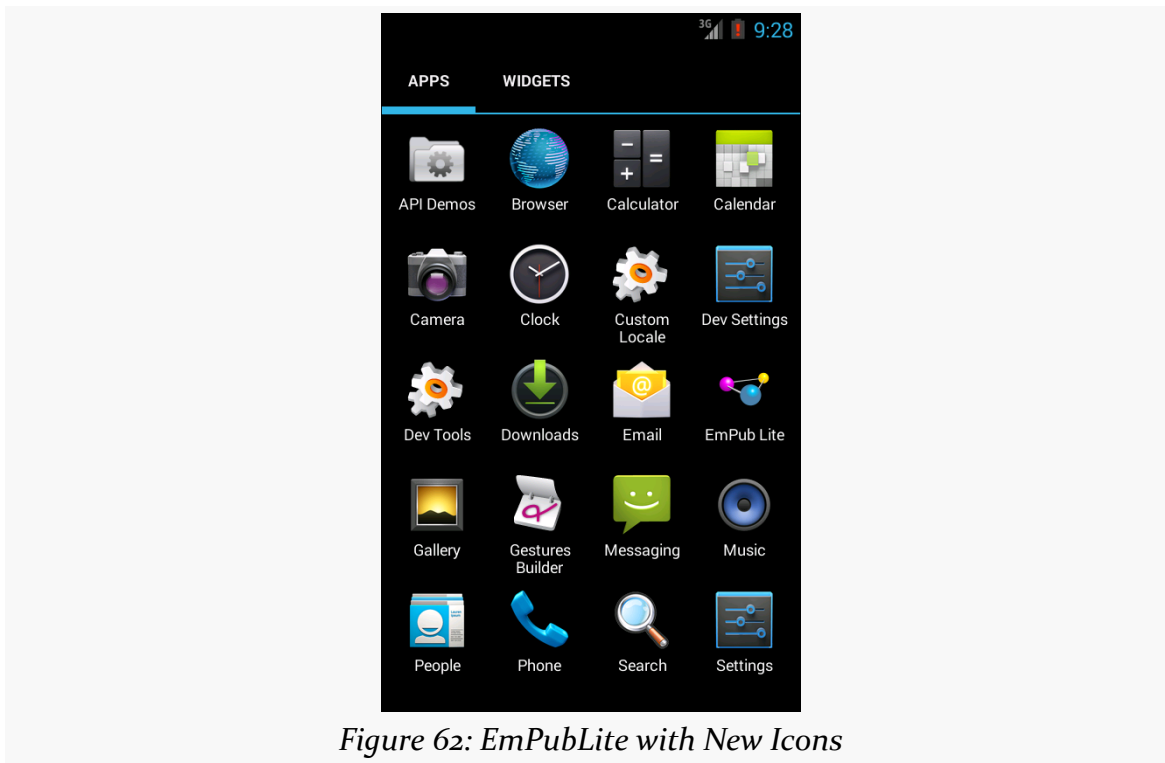 3G 9:28
APPS WIDGETS
API Demos Browser Calculator Calendar
Camera Clock Custom Locale Dev Settings
Dev Tools Downloads Email EmPub Lite
Gallery Gestures Builder Messaging Music
People Phone Search Settings
Figure 62: EmPubLite with New Icons